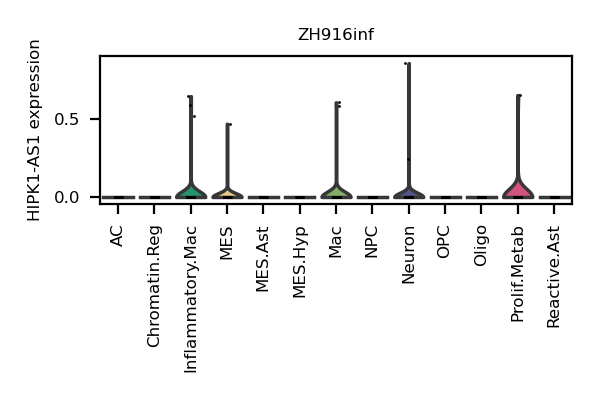 ZH916inf
HIPK1-AS1 expression
0.5
0.0
AC
Chromatin.Reg
Inflammatory.Mac
MES
MES.Ast
MES.Hyp
Mac
NPC
Neuron
OPC
Oligo
Prolif.Metab
Reactive.Ast